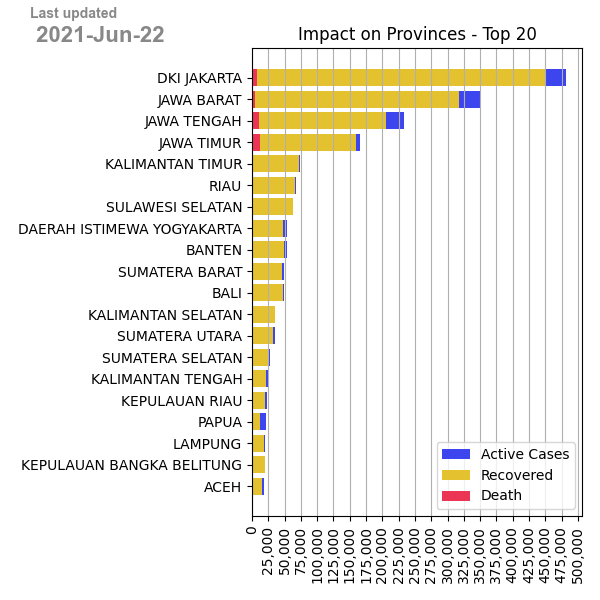 Last updated
2021-Jun-22
Impact on Provinces - Top 20
DKI JAKARTA
JAWA BARAT
JAWA TENGAH
JAWA TIMUR
KALIMANTAN TIMUR
RIAU
SULAWESI SELATAN
DAERAH ISTIMEWA YOGYAKARTA
BANTEN
SUMATERA BARAT
BALI
KALIMANTAN SELATAN
SUMATERA UTARA
SUMATERA SELATAN
KALIMANTAN TENGAH
KEPULAUAN RIAU
PAPUA
LAMPUNG
KEPULAUAN BANGKA BELITUNG
ACEH
Active Cases
Recovered
Death
0
25,000
50,000
75,000
100,000
125,000
150,000
175,000
200,000
225,000
250,000
275,000
300,000
325,000
350,000
375,000
400,000
425,000
450,000
475,000
500,000